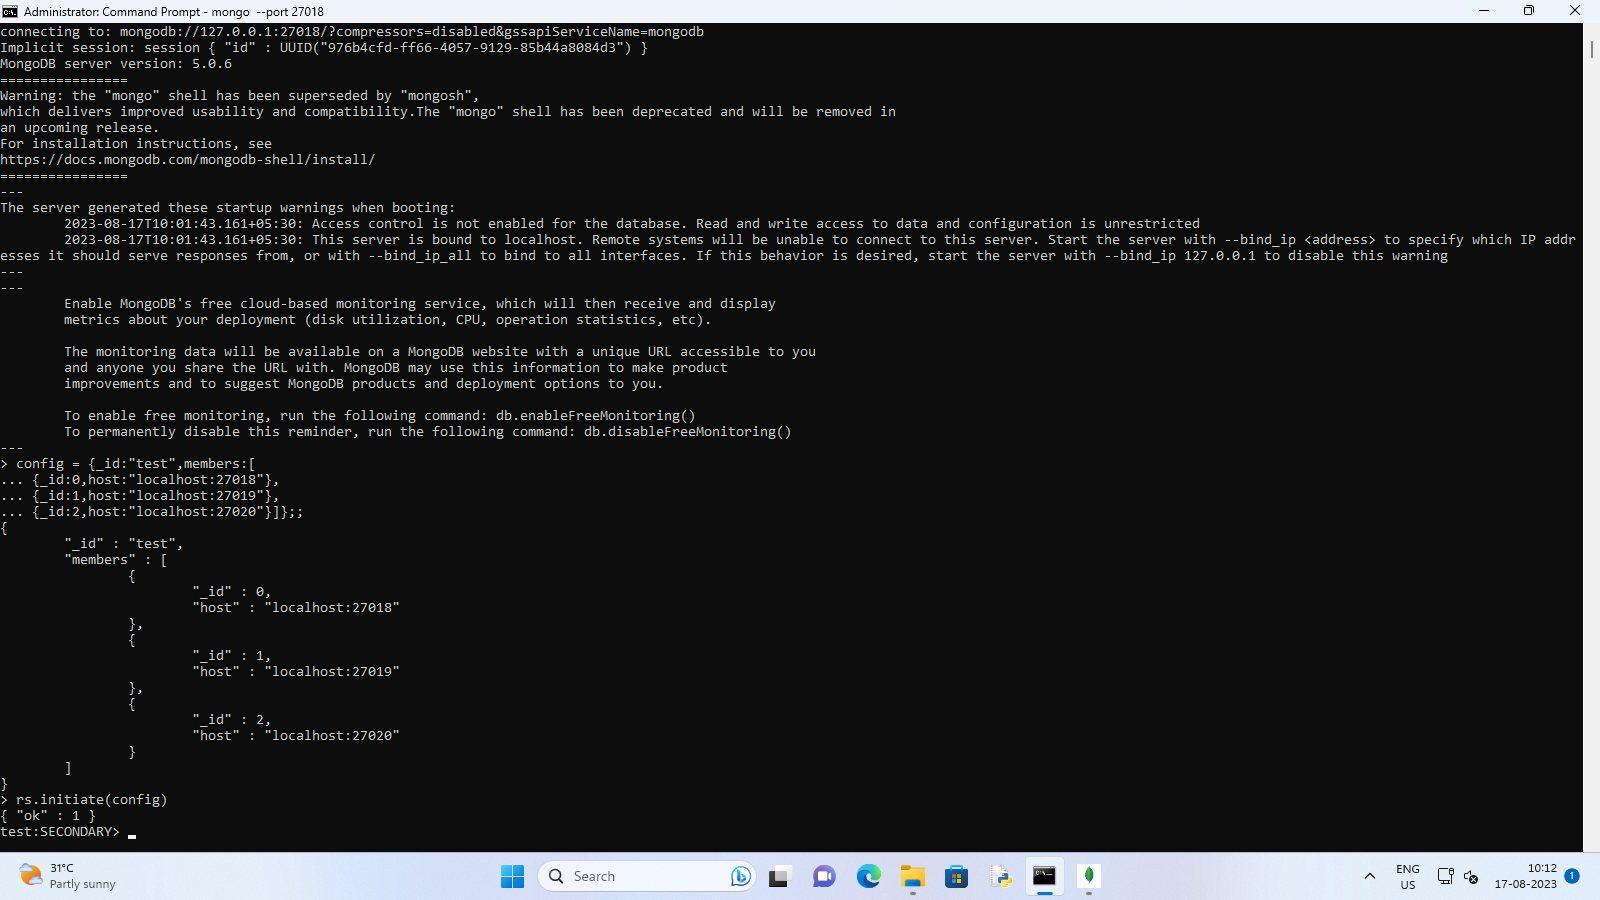 Administrator: Command Prompt - mongo  --port 27018
connecting to: mongodb://127.0.0.1:27018/?compressors=disabled&gssapiServiceName=mongodb
Implicit session: session { "id" : UUID("976b4cfd-ff66-4057-9129-85b44a8084d3") }
MongoDB server version: 5.0.6
================
Warning: the "mongo" shell has been superseded by "mongosh",
which delivers improved usability and compatibility.The "mongo" shell has been deprecated and will be removed in
an upcoming release.
For installation instructions, see
https://docs.mongodb.com/mongodb-shell/install/
================
---
The server generated these startup warnings when booting:
        2023-08-17T10:01:43.161+05:30: Access control is not enabled for the database. Read and write access to data and configuration is unrestricted
        2023-08-17T10:01:43.161+05:30: This server is bound to localhost. Remote systems will be unable to connect to this server. Start the server with --bind_ip <address> to specify which IP addr
esses it should serve responses from, or with --bind_ip_all to bind to all interfaces. If this behavior is desired, start the server with --bind_ip 127.0.0.1 to disable this warning
---
---
        Enable MongoDB's free cloud-based monitoring service, which will then receive and display
        metrics about your deployment (disk utilization, CPU, operation statistics, etc).
        The monitoring data will be available on a MongoDB website with a unique URL accessible to you
        and anyone you share the URL with. MongoDB may use this information to make product
        improvements and to suggest MongoDB products and deployment options to you.
        To enable free monitoring, run the following command: db.enableFreeMonitoring()
        To permanently disable this reminder, run the following command: db.disableFreeMonitoring()
---
> config = {_id:"test",members:[
... {_id:0,host:"localhost:27018"},
... {_id:1,host:"localhost:27019"},
... {_id:2,host:"localhost:27020"}]};;
{
        "_id" : "test",
        "members" : [
                {
                        "_id" : 0,
                        "host" : "localhost:27018"
                },
                {
                        "_id" : 1,
                        "host" : "localhost:27019"
                },
                {
                        "_id" : 2,
                        "host" : "localhost:27020"
                }
        ]
}
> rs.initiate(config)
{ "ok" : 1 }
test:SECONDARY>
31°C
Partly sunny
Search
ENG
US
10:12
17-08-2023
1